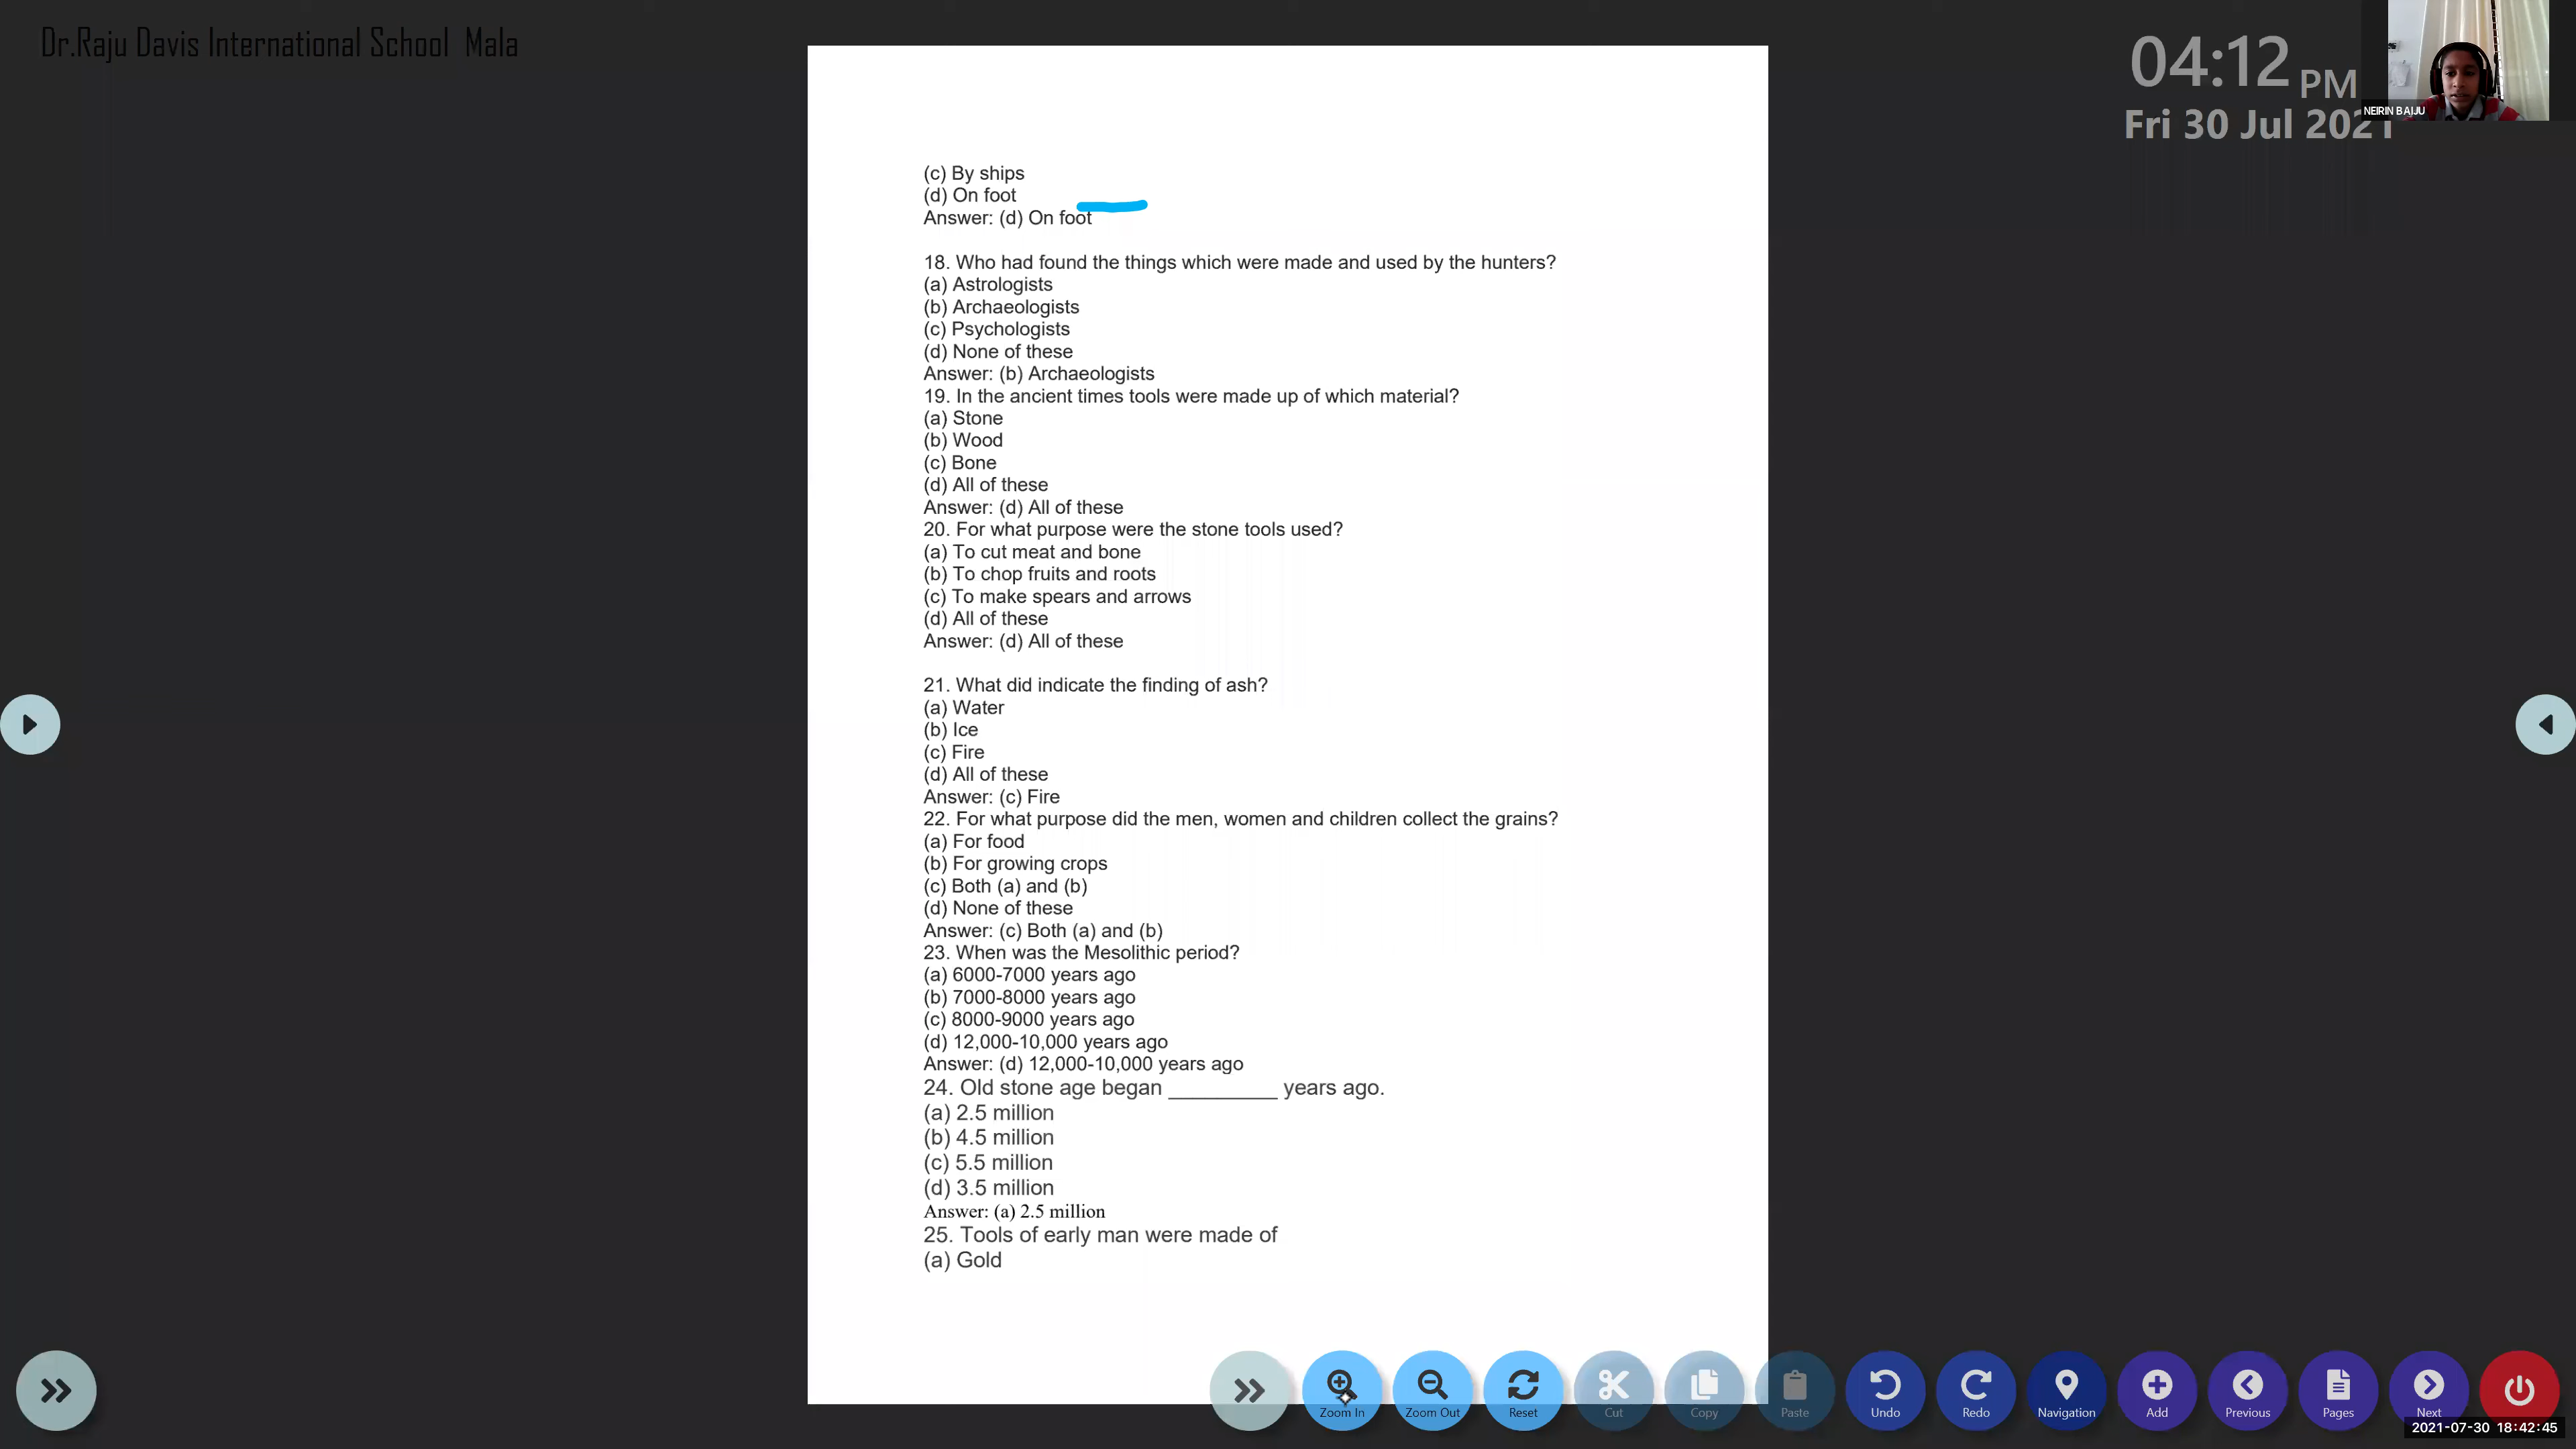 Dr.Raju Davis International School Mala
04:12 PM
Fri 30 Jul 2021
NEIRIN BAIJU
(c) By ships
(d) On foot
Answer: (d) On foot
18. Who had found the things which were made and used by the hunters?
(a) Astrologists
(b) Archaeologists
(c) Psychologists
(d) None of these
Answer: (b) Archaeologists
19. In the ancient times tools were made up of which material?
(a) Stone
(b) Wood
(c) Bone
(d) All of these
Answer: (d) All of these
20. For what purpose were the stone tools used?
(a) To cut meat and bone
(b) To chop fruits and roots
(c) To make spears and arrows
(d) All of these
Answer: (d) All of these
21. What did indicate the finding of ash?
(a) Water
(b) Ice
(c) Fire
(d) All of these
Answer: (c) Fire
22. For what purpose did the men, women and children collect the grains?
(a) For food
(b) For growing crops
(c) Both (a) and (b)
(d) None of these
Answer: (c) Both (a) and (b)
23. When was the Mesolithic period?
(a) 6000-7000 years ago
(b) 7000-8000 years ago
(c) 8000-9000 years ago
(d) 12,000-10,000 years ago
Answer: (d) 12,000-10,000 years ago
24. Old stone age began _________ years ago.
(a) 2.5 million
(b) 4.5 million
(c) 5.5 million
(d) 3.5 million
Answer: (a) 2.5 million
25. Tools of early man were made of
(a) Gold
Zoom In Zoom Out Reset Cut Copy Paste Undo Redo Navigation Add Previous Pages Next
2021-07-30 18:42:45